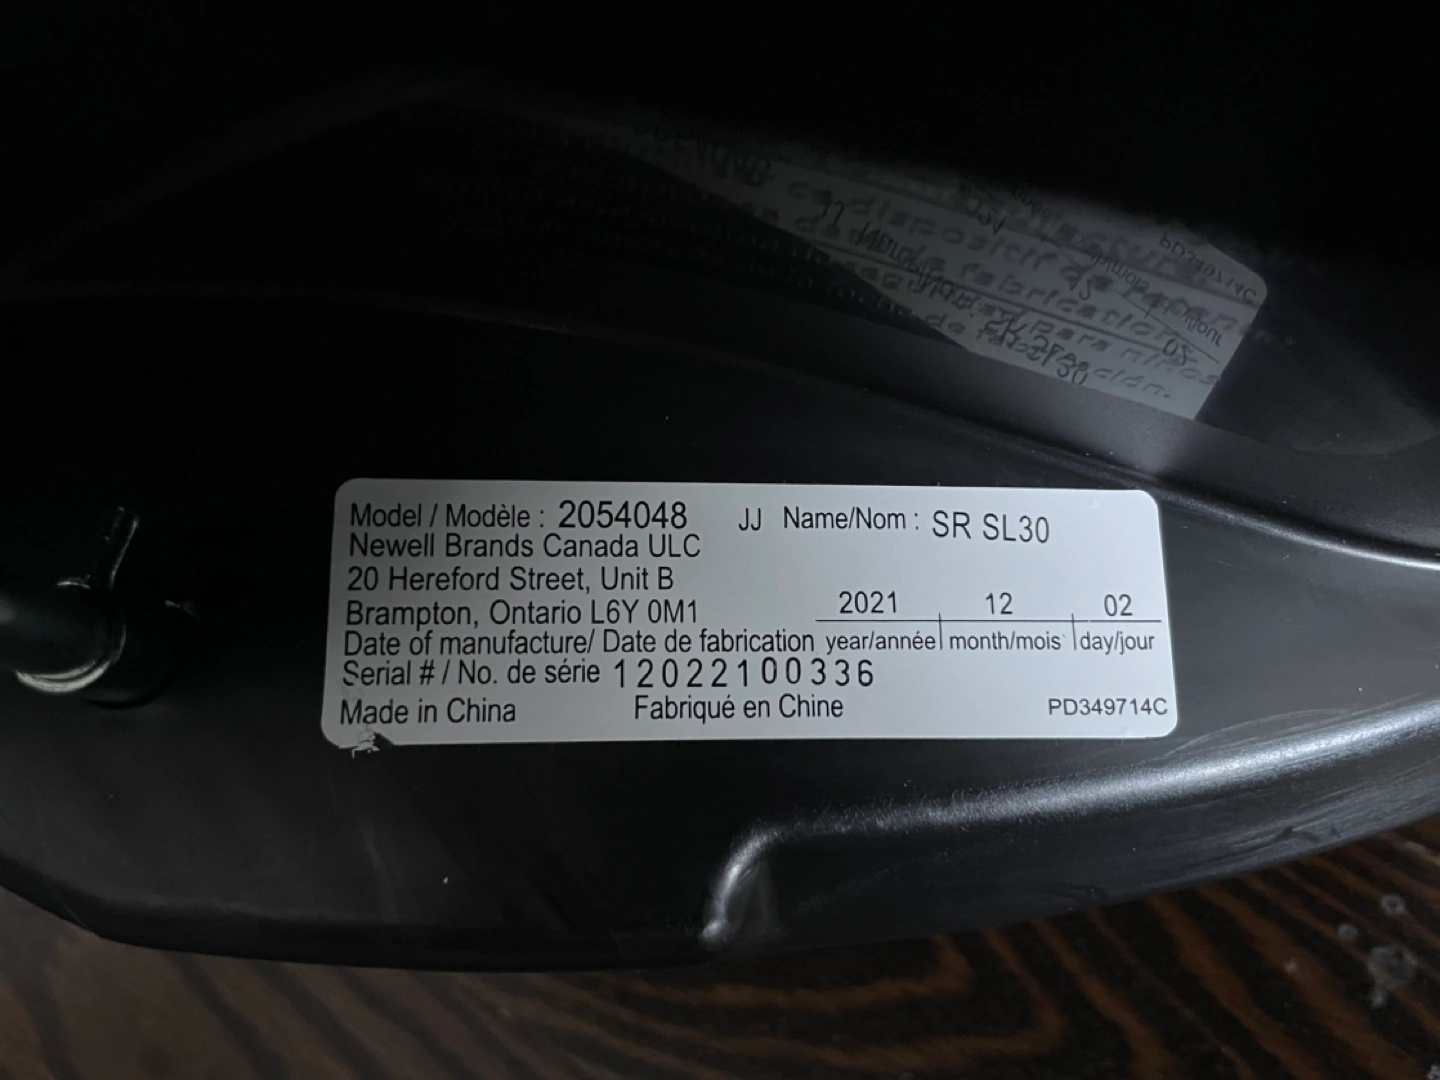 Model / Modèle : 2054048 JJ Name/Nom : SR SL30
Newell Brands Canada ULC
20 Hereford Street, Unit B
Brampton, Ontario L6Y 0M1 2021 12 02
Date of manufacture/ Date de fabrication year/année month/mois day/jour
Serial # / No. de série 12022100336
Made in China Fabriqué en Chine PD349714C